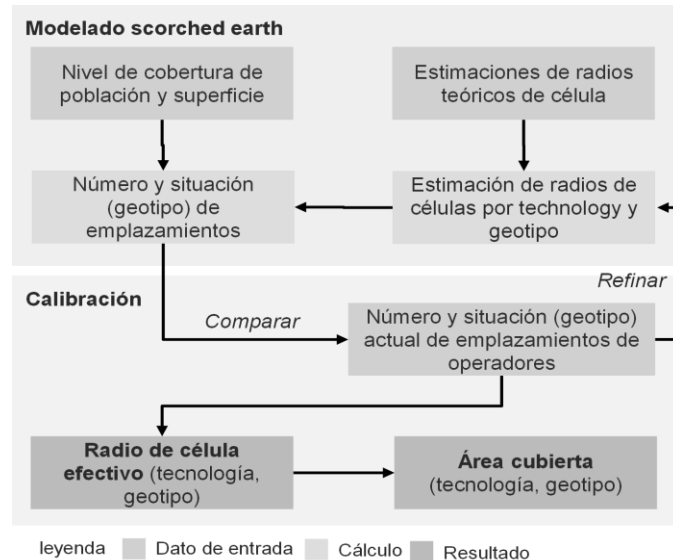 Modelado scorched earth
Nivel de cobertura de
población y superficie
Estimaciones de radios
teóricos de célula
Número y situación
(geotipo) de
emplazamientos
Estimación de radios de
células por technology y
geotipo
Refinar
Calibración
Comparar
Número y situación (geotipo)
actual de emplazamientos de
operadores
Radio de célula
efectivo (tecnología,
geotipo)
Área cubierta
(tecnología, geotipo)
leyenda
Dato de entrada
Cálculo
Resultado